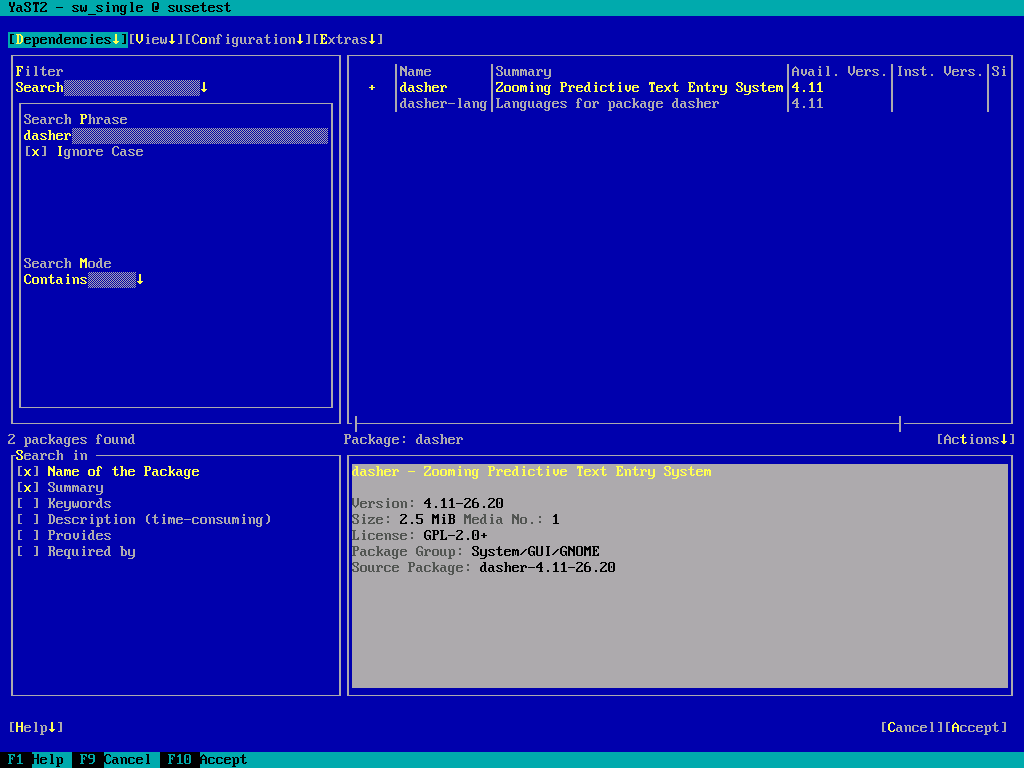 YaST2 - sw_single @ susetest
[Dependencies↓][View↓][Configuration↓][Extras↓]
Filter
Search↓
Search Phrase
dasher
[x] Ignore Case
Search Mode
Contains↓
Name Summary Avail. Vers. Inst. Vers. Si
+ dasher Zooming Predictive Text Entry System 4.11
dasher-lang Languages for package dasher 4.11
2 packages found
Package: dasher
[Actions↓]
Search in
[x] Name of the Package
[x] Summary
[ ] Keywords
[ ] Description (time-consuming)
[ ] Provides
[ ] Required by
dasher - Zooming Predictive Text Entry System
Version: 4.11-26.20
Size: 2.5 MiB Media No.: 1
License: GPL-2.0+
Package Group: System/GUI/GNOME
Source Package: dasher-4.11-26.20
[Help↓]
[Cancel][Accept]
F1 Help F9 Cancel F10 Accept